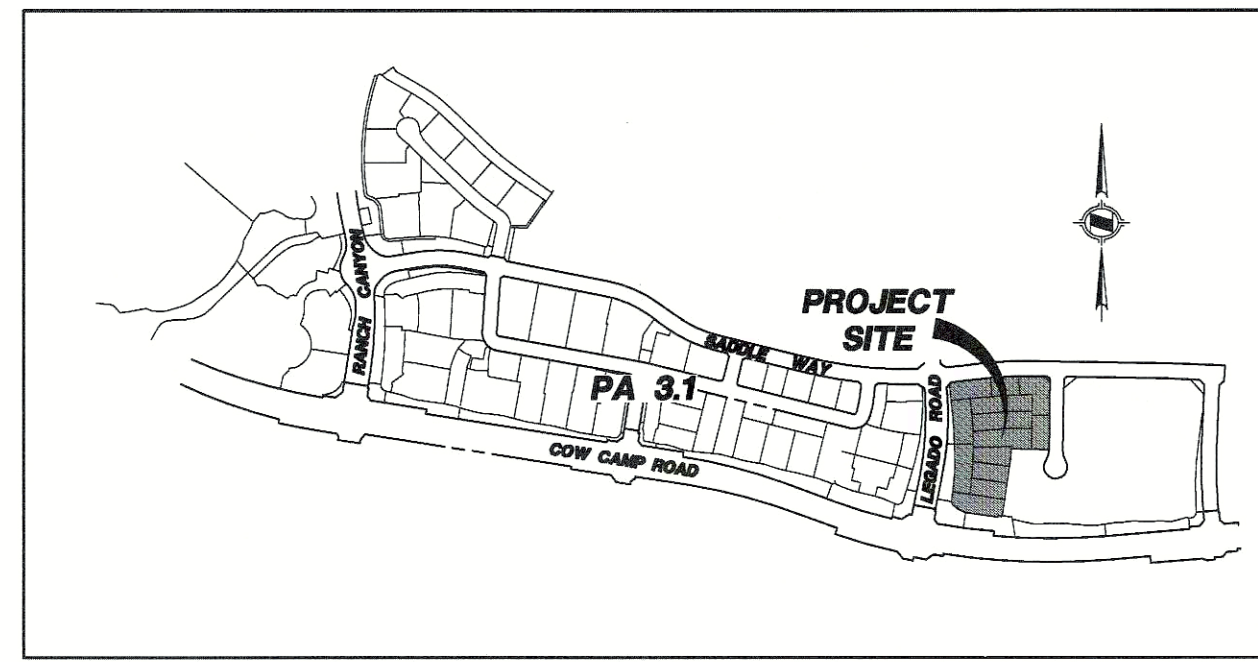 PROJECT
SITE
RANCH CANYON
SADDLE WAY
PA 3.1
LEGADO ROAD
COW CAMP ROAD